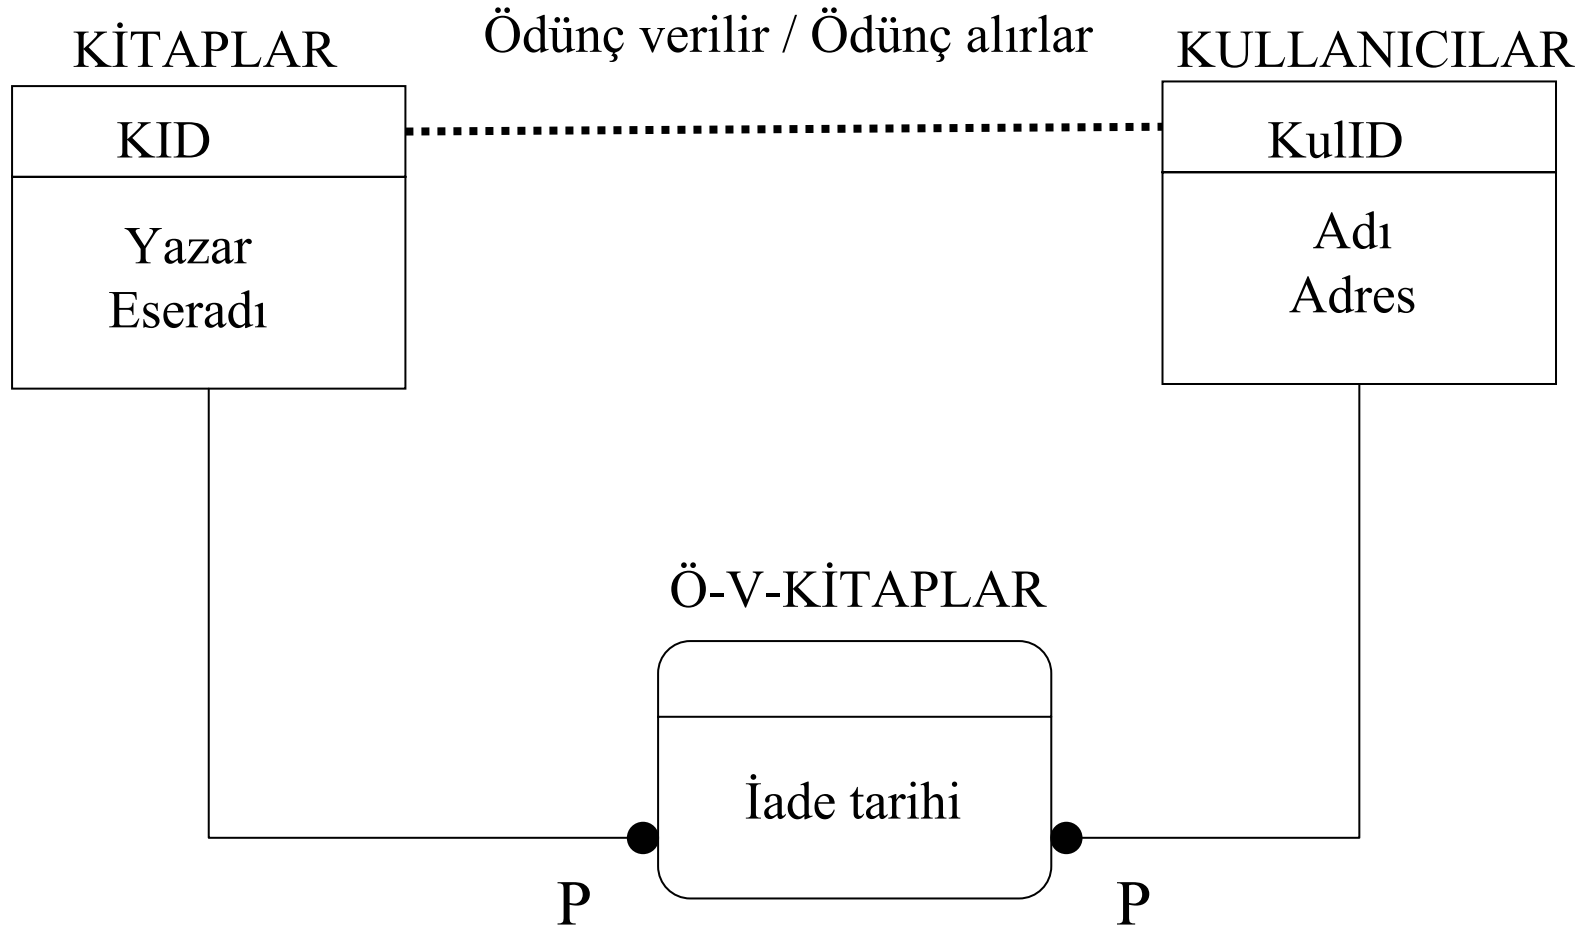 Ödünç verilir / Ödünç alırlar
KİTAPLAR
KULLANICILAR
KID
KulID
Yazar
Eseradı
Adı
Adres
Ö-V-KİTAPLAR
İade tarihi
P
P